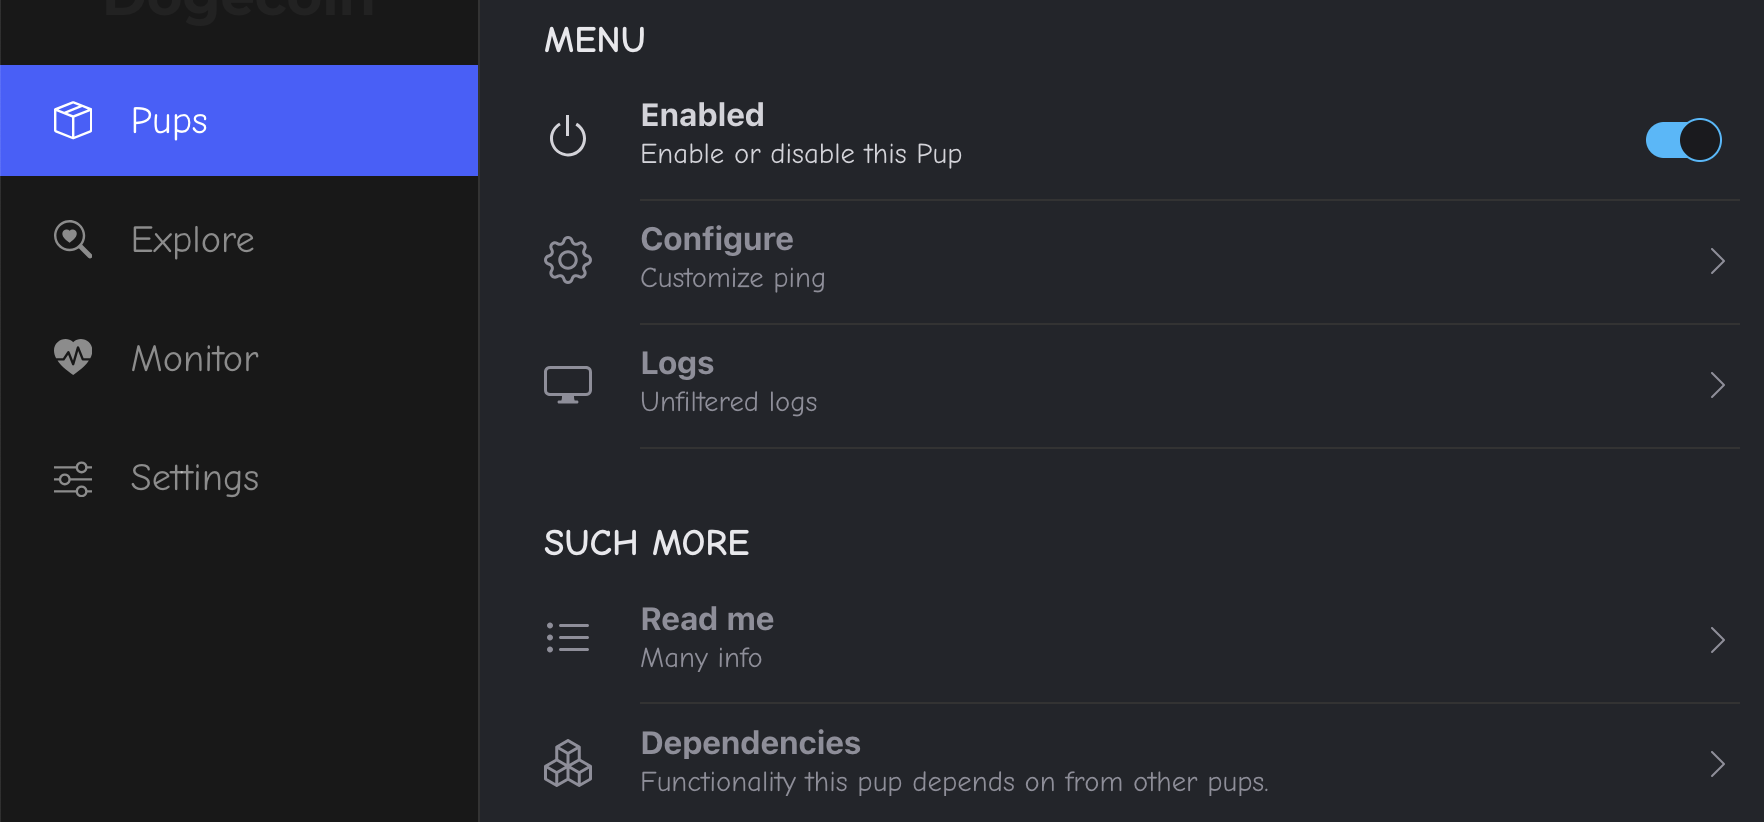 Dogecoin
Pups
Explore
Monitor
Settings
MENU
Enabled
Enable or disable this Pup
Configure
Customize ping
Logs
Unfiltered logs
SUCH MORE
Read me
Many info
Dependencies
Functionality this pup depends on from other pups.